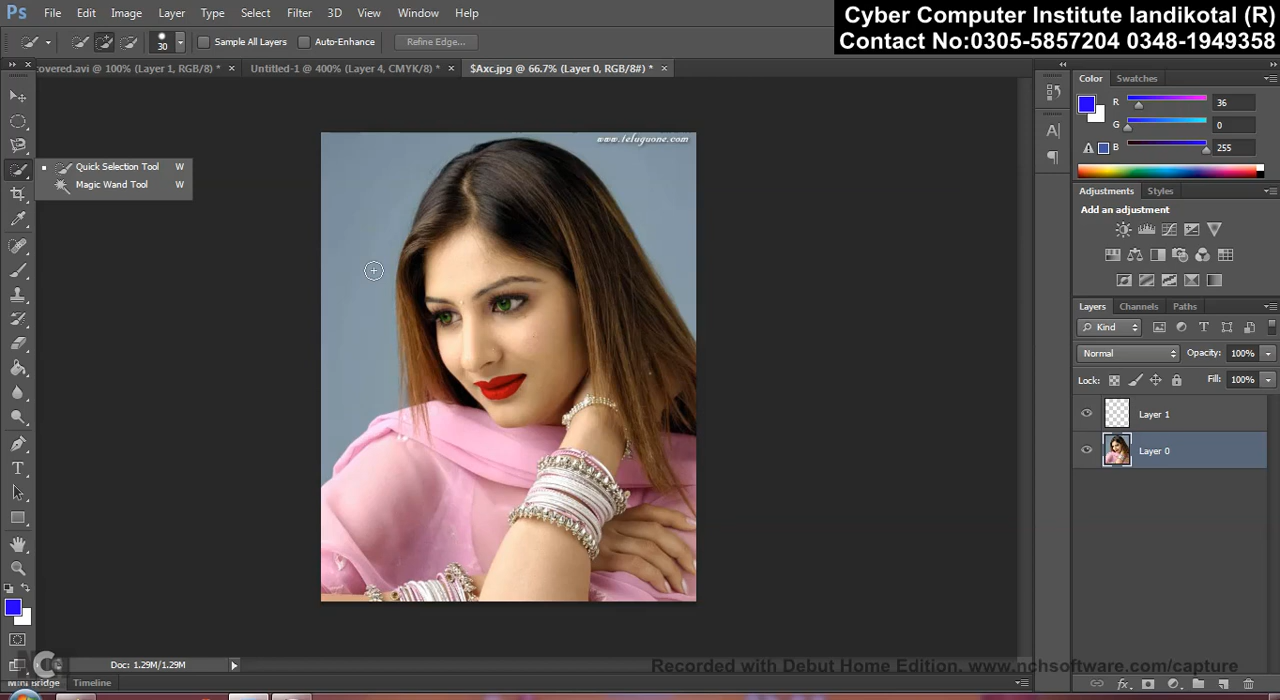 Ps File Edit Image Layer Type Select Filter 3D View Window Help
Cyber Computer Institute landikotal (R)
Contact No:0305-5857204 0348-1949358
30 Sample All Layers Auto-Enhance Refine Edge...
overed.avi @ 100% (Layer 1, RGB/8) * × Untitled-1 @ 400% (Layer 4, CMYK/8) * × $Axc.jpg @ 66.7% (Layer 0, RGB/8#) * ×
Color Swatches
R 36
G 0
B 255
www.teluguone.com
Quick Selection Tool W
Magic Wand Tool W
Adjustments Styles
Add an adjustment
Layers Channels Paths
Kind
Normal Opacity: 100%
Lock: Fill: 100%
Layer 1
Layer 0
Doc: 1.29M/1.29M
Recorded with Debut Home Edition. www.nchsoftware.com/capture
Mini Bridge Timeline